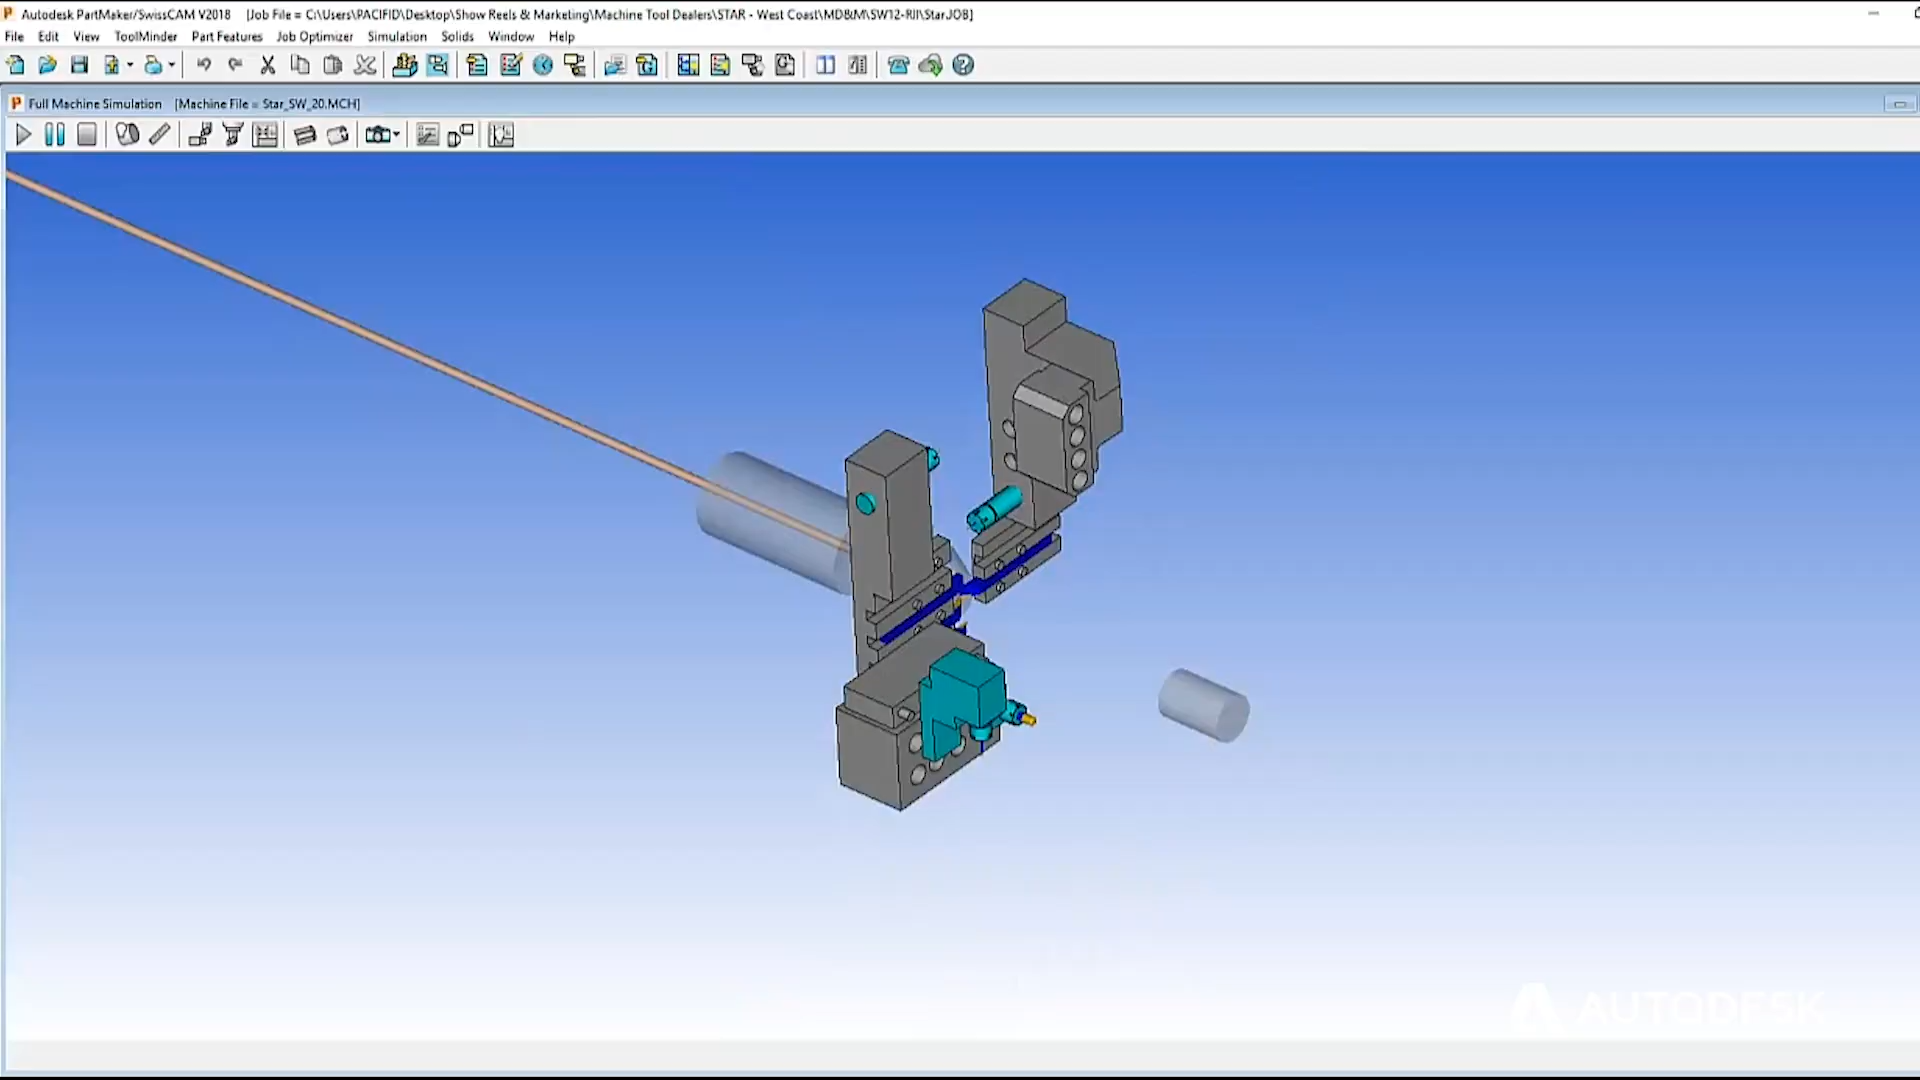 Autodesk PartMaker/SwissCAM V2018 [Job File = C:\Users\PACIFID\Desktop\Show Reels & Marketing\Machine Tool Dealers\STAR - West Coast\MD&M\SW12-RJI\Star.JOB]
File Edit View ToolMinder Part Features Job Optimizer Simulation Solids Window Help
Full Machine Simulation [Machine File = Star_SW_20.MCH]
AUTODESK